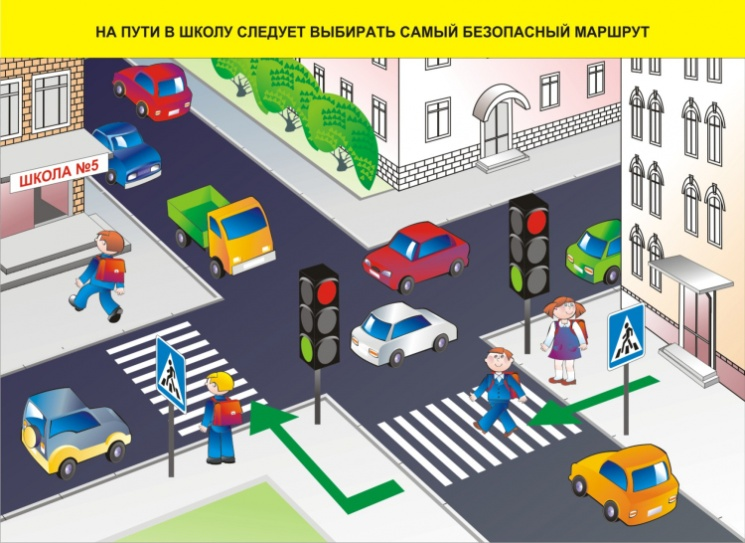 НА ПУТИ В ШКОЛУ СЛЕДУЕТ ВЫБИРАТЬ САМЫЙ БЕЗОПАСНЫЙ МАРШРУТ
ШКОЛА №5